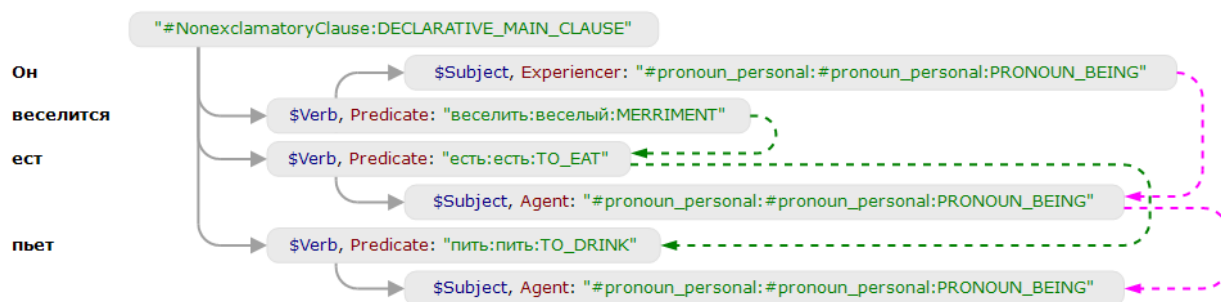 "#NonexclamatoryClause:DECLARATIVE_MAIN_CLAUSE"
Он $Subject, Experiencer: "#pronoun_personal:#pronoun_personal:PRONOUN_BEING"
веселится $Verb, Predicate: "веселить:веселый:MERRIMENT"
ест $Verb, Predicate: "есть:есть:TO_EAT"
$Subject, Agent: "#pronoun_personal:#pronoun_personal:PRONOUN_BEING"
пьет $Verb, Predicate: "пить:пить:TO_DRINK"
$Subject, Agent: "#pronoun_personal:#pronoun_personal:PRONOUN_BEING"